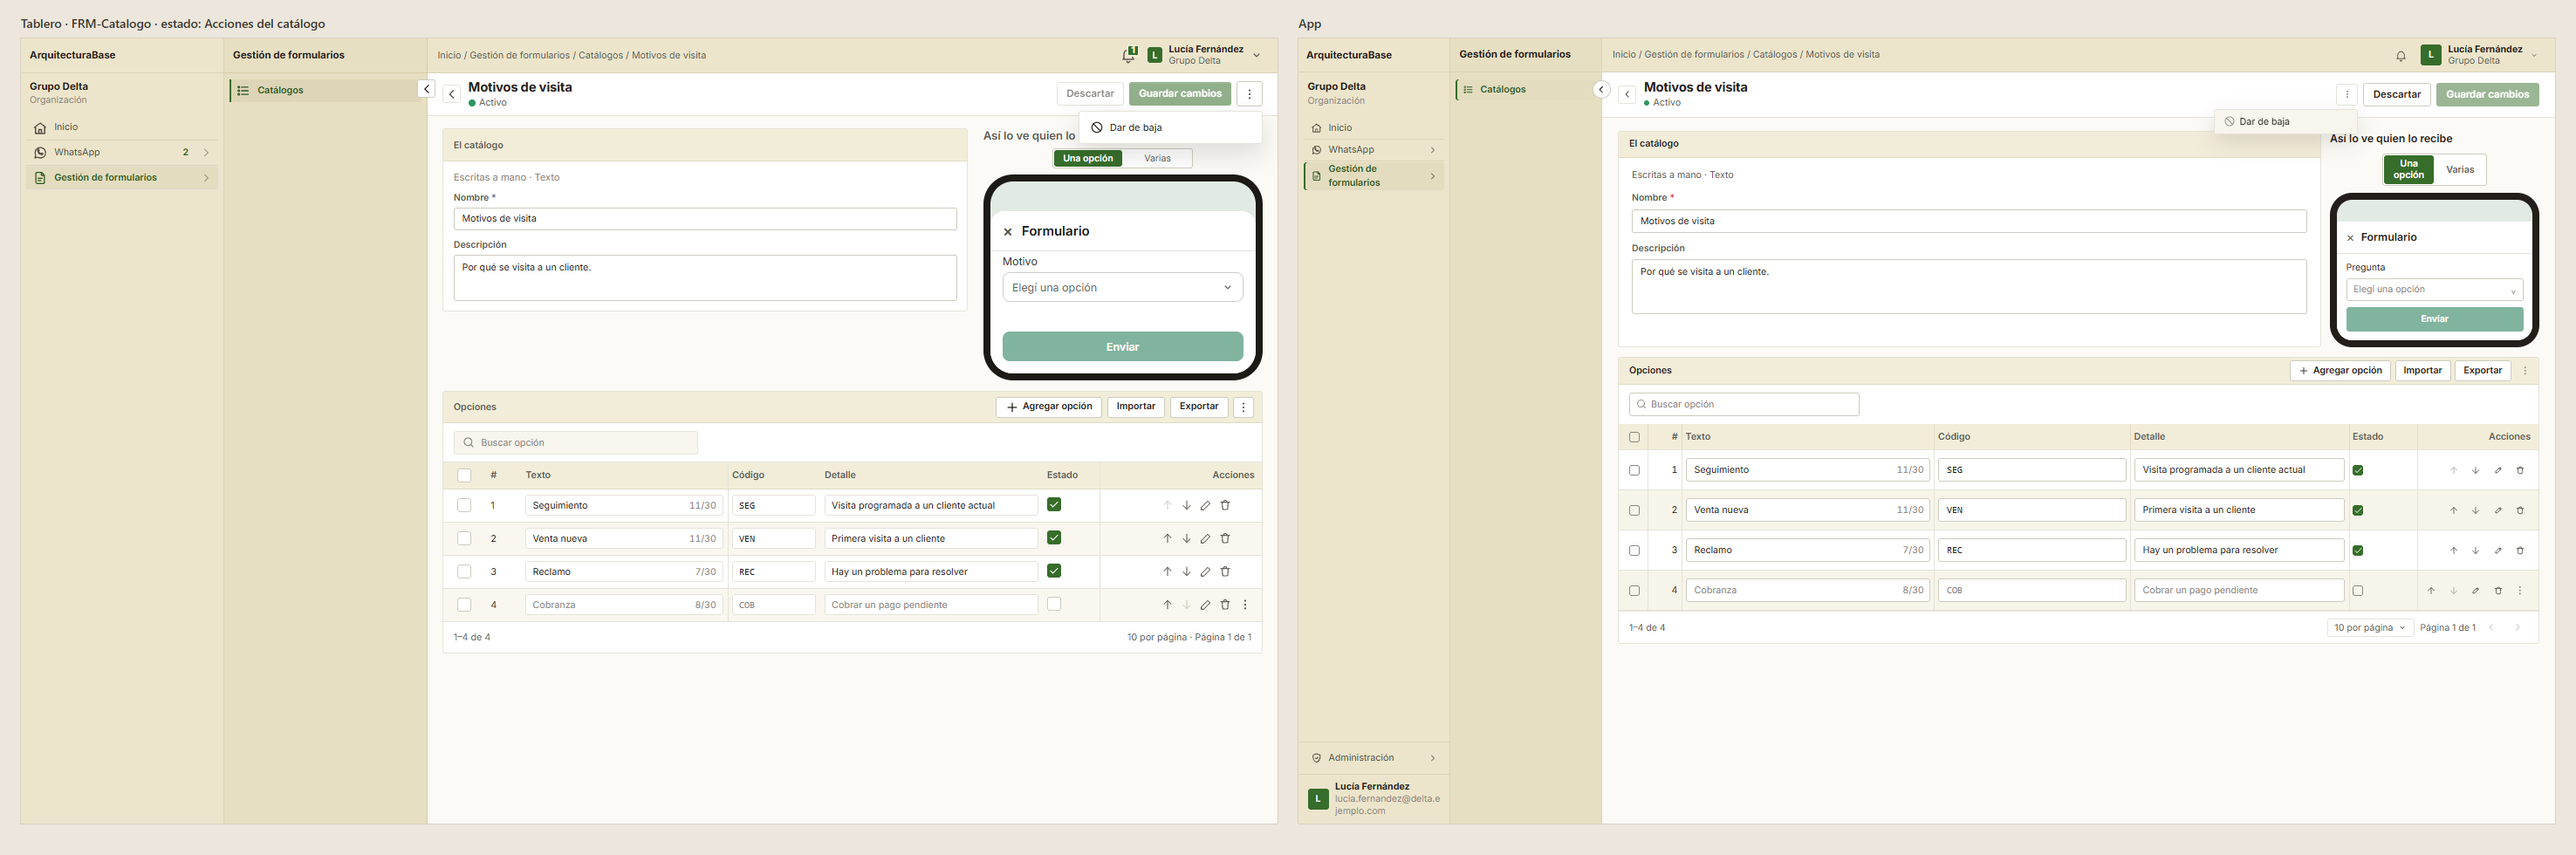 Tablero · FRM-Catalogo · estado: Acciones del catálogo
ArquitecturaBase
Grupo Delta
Organización
Inicio
WhatsApp 2
Gestión de formularios
Gestión de formularios
Catálogos
Inicio / Gestión de formularios / Catálogos / Motivos de visita
1
L
Lucía Fernández
Grupo Delta
Motivos de visita
Activo
Descartar
Guardar cambios
Dar de baja
El catálogo
Escritas a mano · Texto
Nombre *
Motivos de visita
Descripción
Por qué se visita a un cliente.
Así lo ve quien lo
Una opción
Varias
Formulario
Motivo
Elegí una opción
Enviar
Opciones
Agregar opción
Importar
Exportar
Buscar opción
# Texto Código Detalle Estado Acciones
1 Seguimiento 11/30 SEG Visita programada a un cliente actual
2 Venta nueva 11/30 VEN Primera visita a un cliente
3 Reclamo 7/30 REC Hay un problema para resolver
4 Cobranza 8/30 COB Cobrar un pago pendiente
1–4 de 4
10 por página · Página 1 de 1
App
ArquitecturaBase
Grupo Delta
Organización
Inicio
WhatsApp
Gestión de
formularios
Administración
L
Lucía Fernández
lucia.fernandez@delta.e
jemplo.com
Gestión de formularios
Catálogos
Inicio / Gestión de formularios / Catálogos / Motivos de visita
L
Lucía Fernández
Grupo Delta
Motivos de visita
Activo
Descartar
Guardar cambios
Dar de baja
El catálogo
Escritas a mano · Texto
Nombre *
Motivos de visita
Descripción
Por qué se visita a un cliente.
Así lo ve quien lo recibe
Una
opción
Varias
Formulario
Pregunta
Elegí una opción
Enviar
Opciones
Agregar opción
Importar
Exportar
Buscar opción
# Texto Código Detalle Estado Acciones
1 Seguimiento 11/30 SEG Visita programada a un cliente actual
2 Venta nueva 11/30 VEN Primera visita a un cliente
3 Reclamo 7/30 REC Hay un problema para resolver
4 Cobranza 8/30 COB Cobrar un pago pendiente
1–4 de 4
10 por página
Página 1 de 1